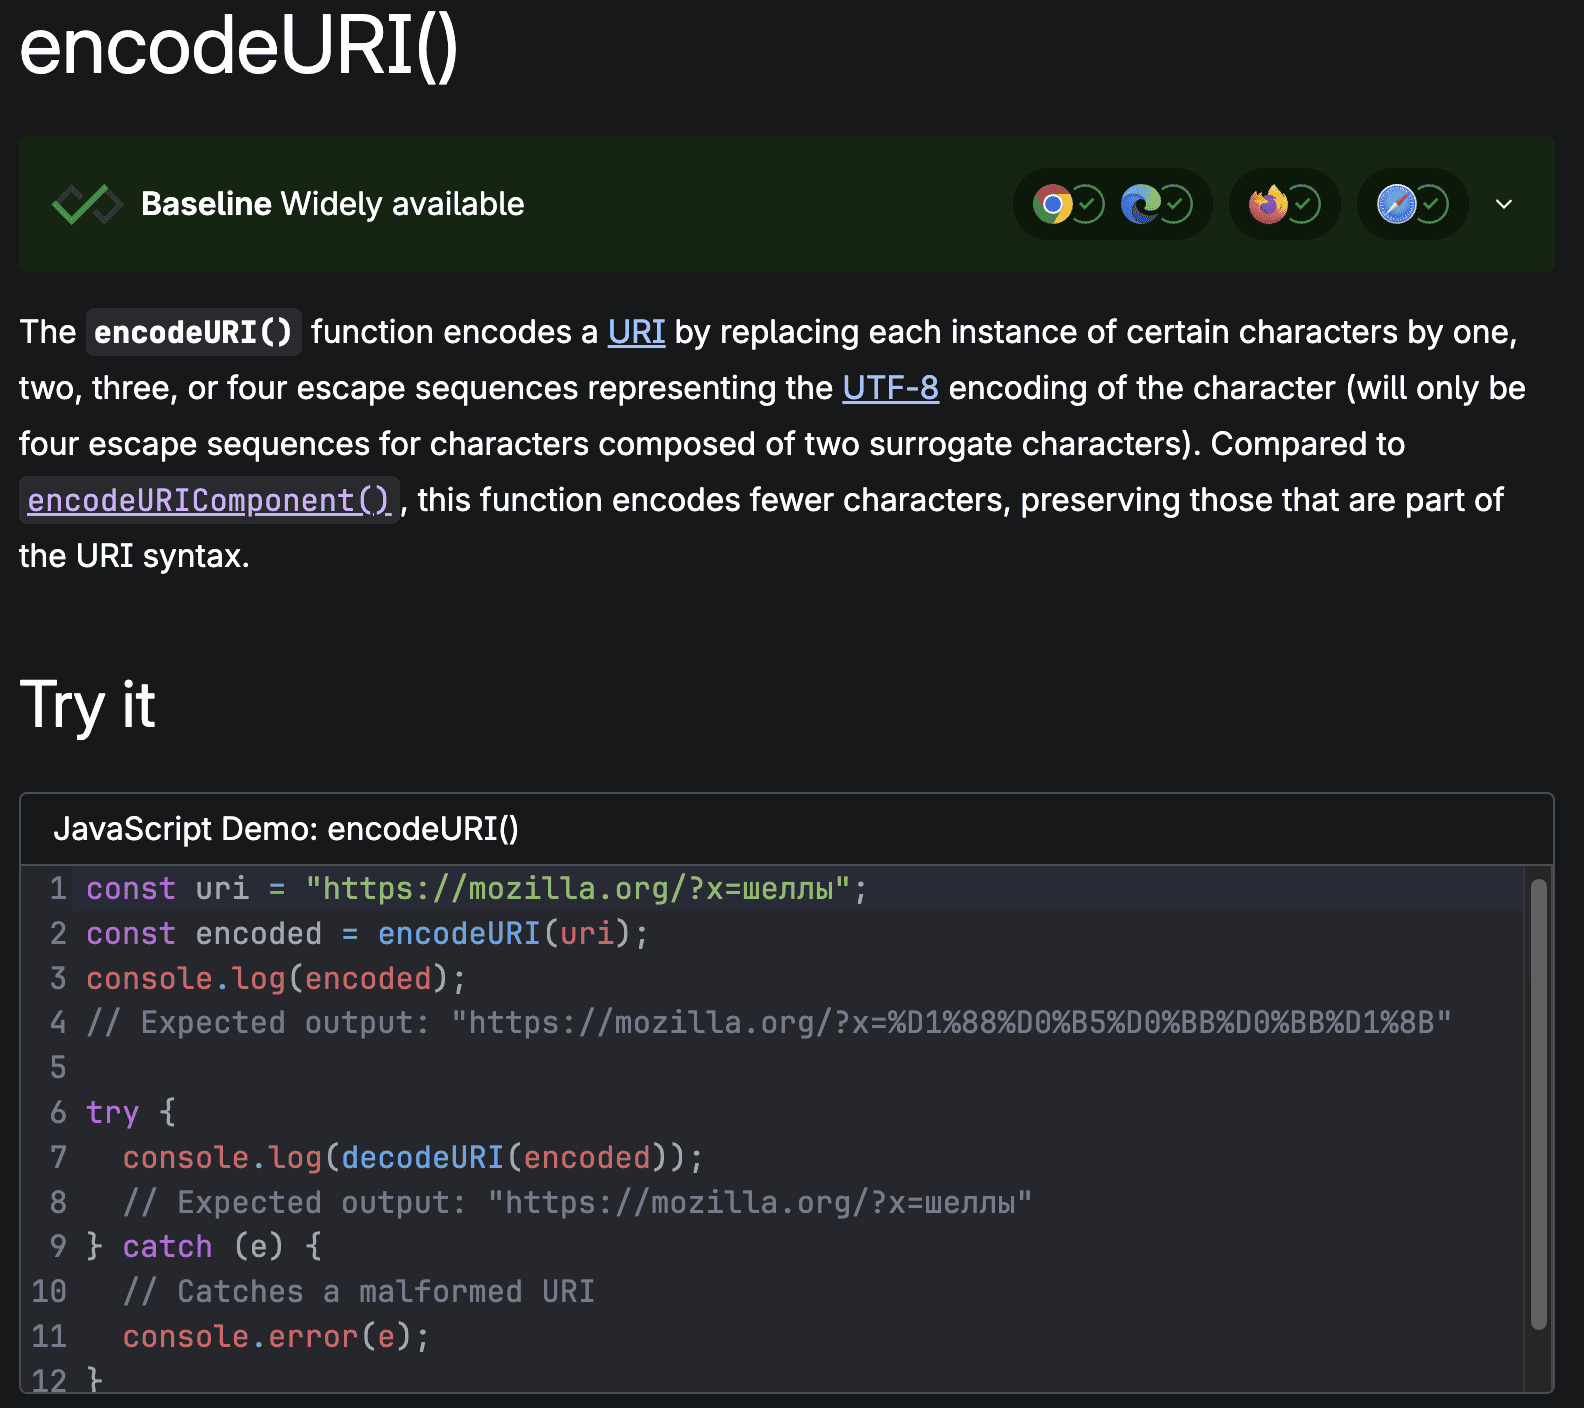 encodeURI()
Baseline Widely available
The encodeURI() function encodes a URI by replacing each instance of certain characters by one,
two, three, or four escape sequences representing the UTF-8 encoding of the character (will only be
four escape sequences for characters composed of two surrogate characters). Compared to
encodeURIComponent(), this function encodes fewer characters, preserving those that are part of
the URI syntax.
Try it
JavaScript Demo: encodeURI()
1 const uri = "https://mozilla.org/?x=шеллы";
2 const encoded = encodeURI(uri);
3 console.log(encoded);
4 // Expected output: "https://mozilla.org/?x=%D1%88%D0%B5%D0%BB%D0%BB%D1%8B"
5
6 try {
7   console.log(decodeURI(encoded));
8   // Expected output: "https://mozilla.org/?x=шеллы"
9 } catch (e) {
10   // Catches a malformed URI
11   console.error(e);
12 }